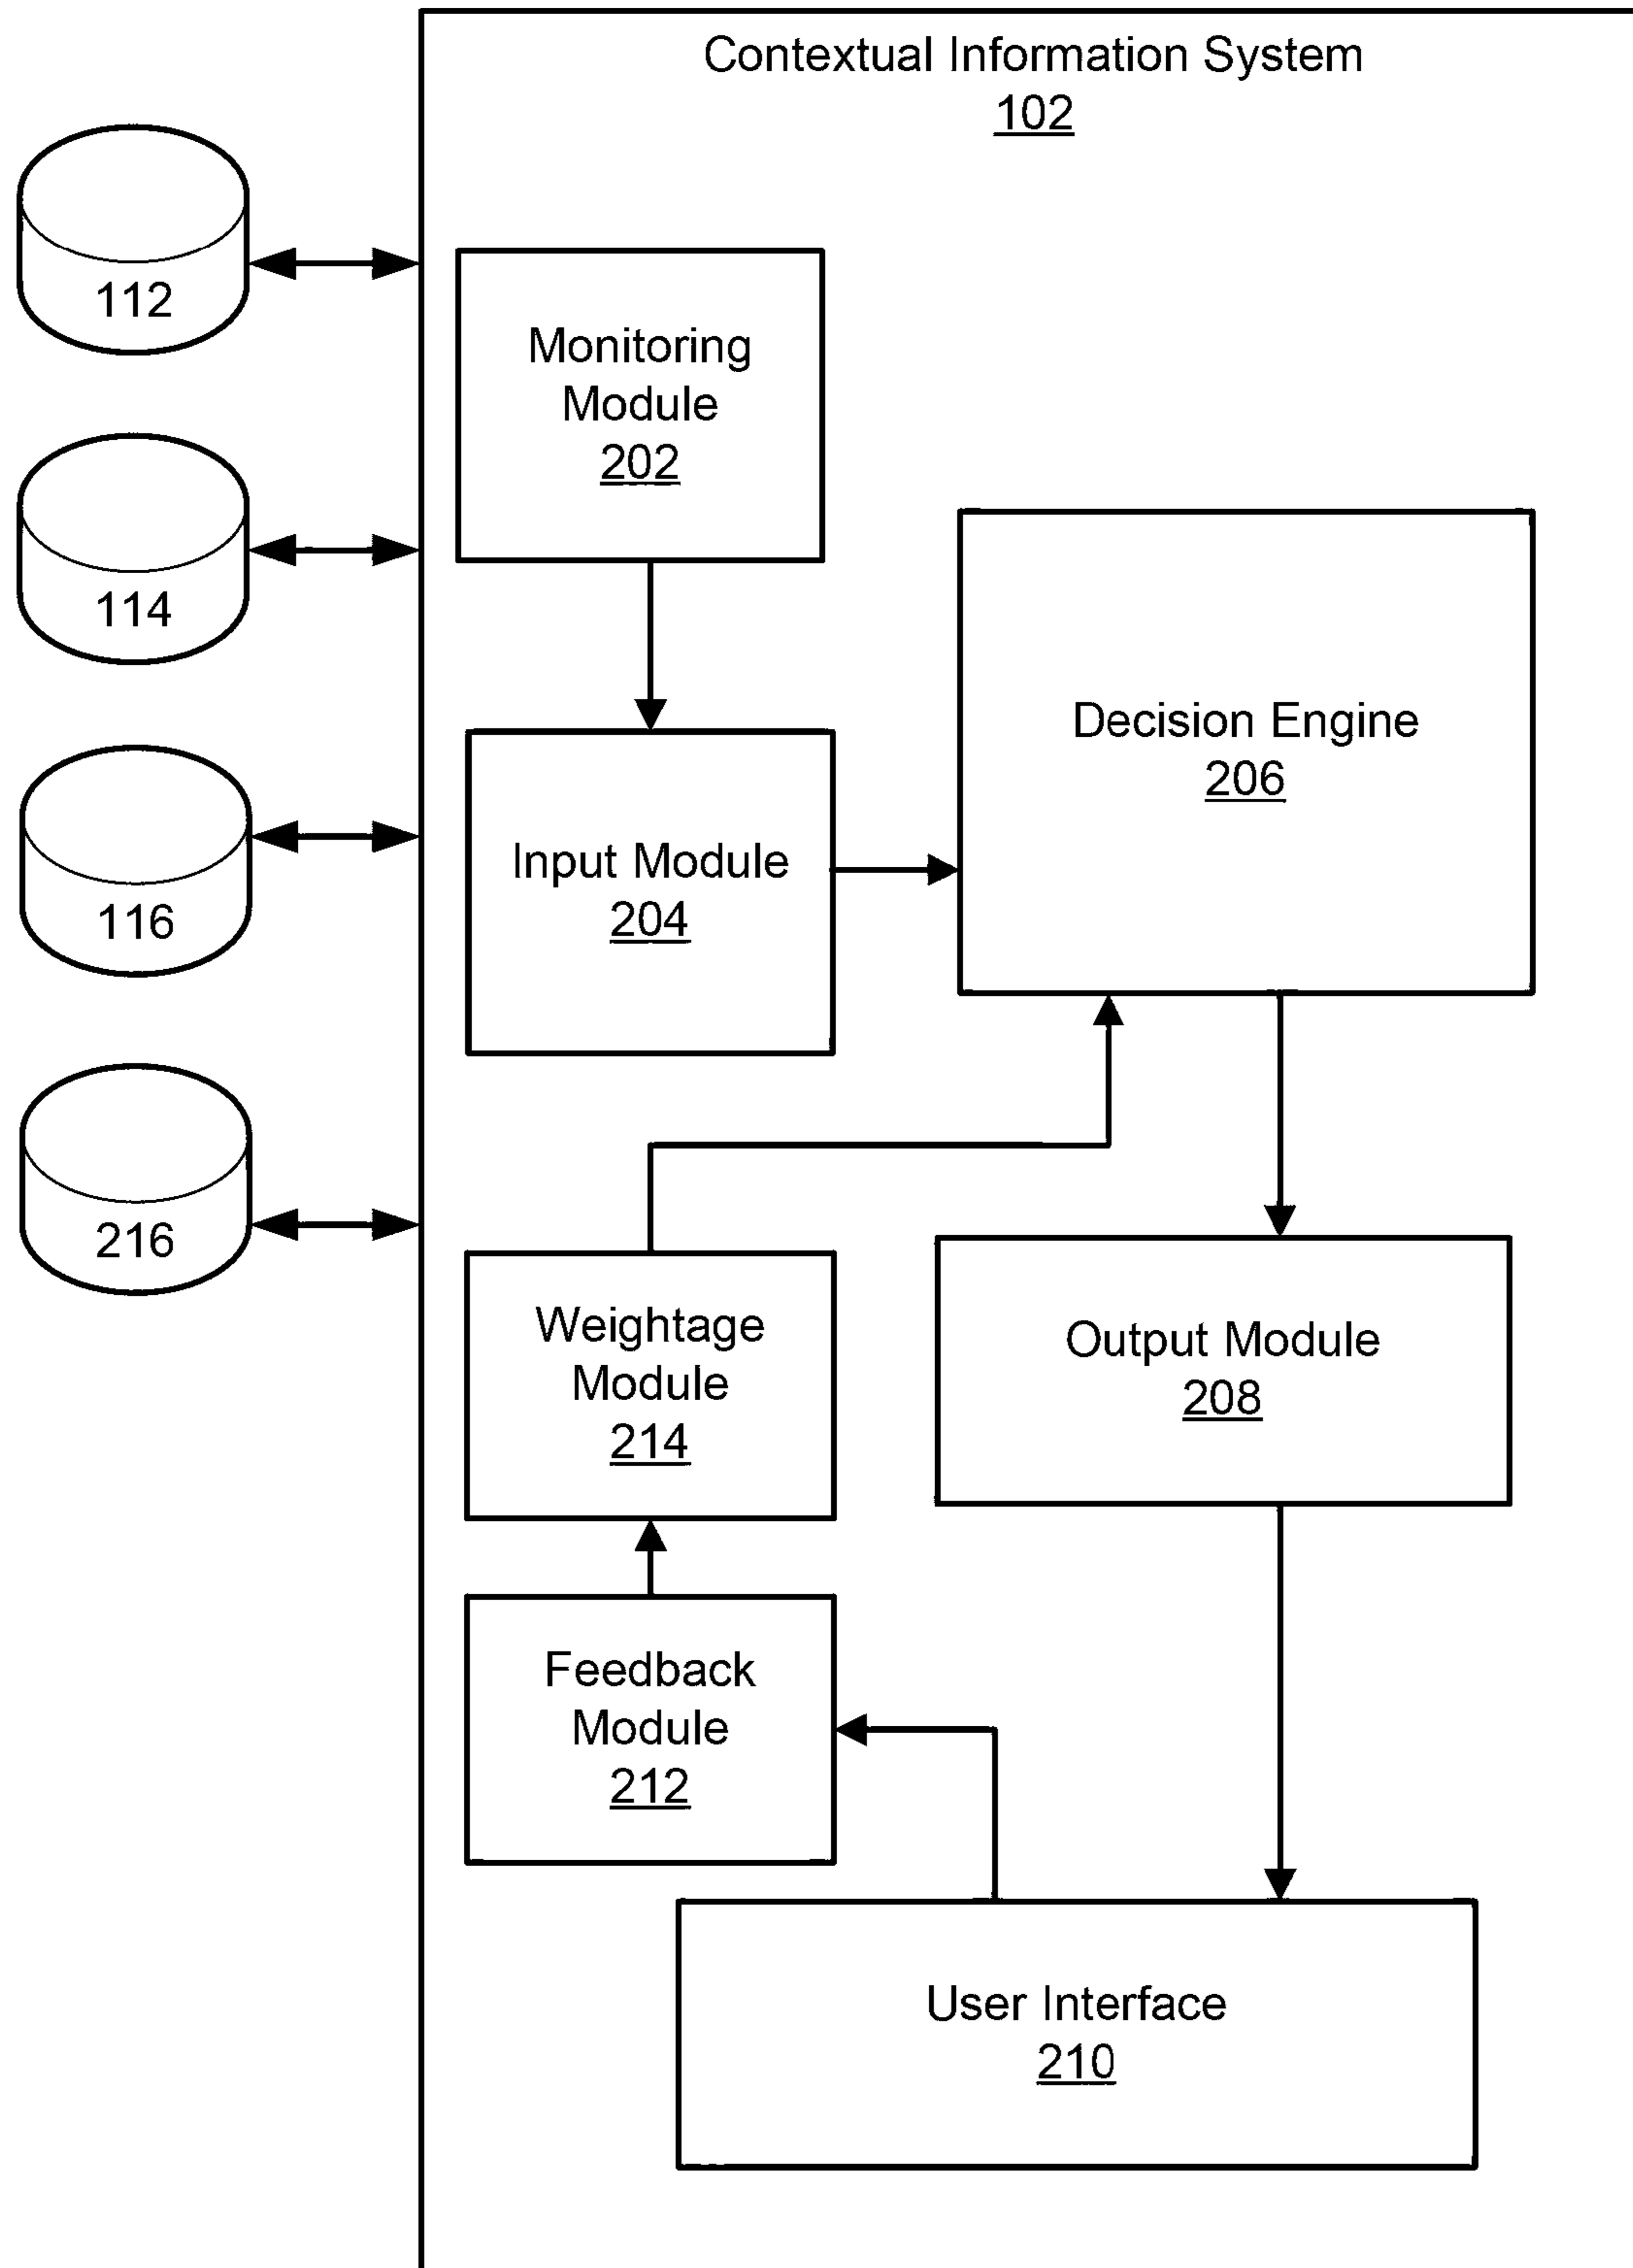 Contextual Information System
102
112
114
116
216
Monitoring
Module
202
Input Module
204
Decision Engine
206
Weightage
Module
214
Output Module
208
Feedback
Module
212
User Interface
210